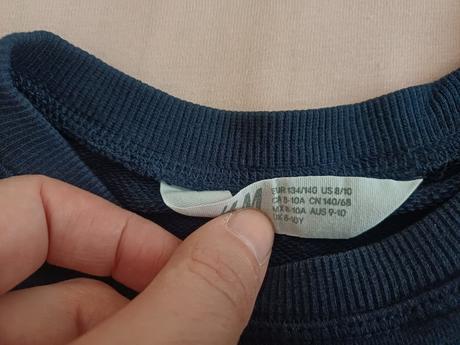 EUR 134/140 US 8/10
CA 8-10A CN 140/68
MX 8-10A AUS 9-10
UK 8-10Y